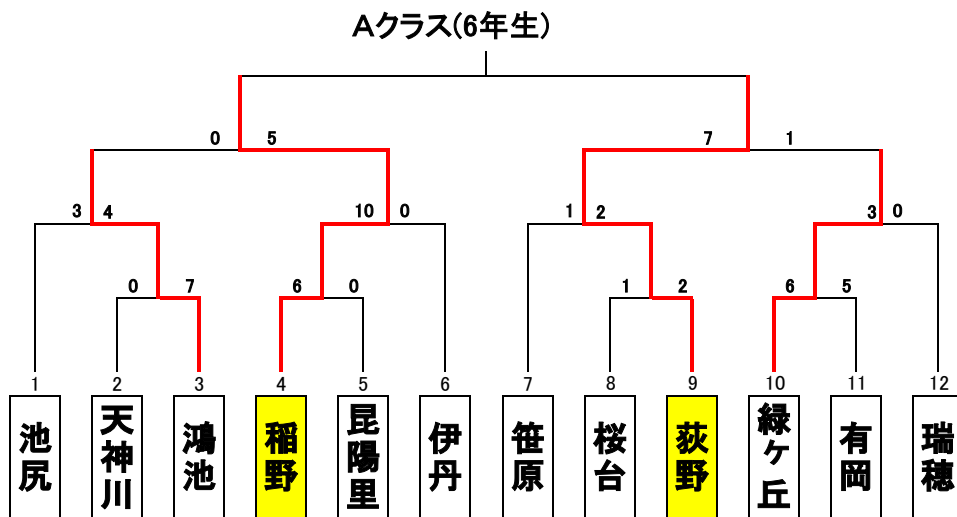 Aクラス(6年生)
0 5 7 1
3 4 10 0 1 2 3 0
0 7 6 0 1 2 6 5
1 2 3 4 5 6 7 8 9 10 11 12
池尻
天神川
鴻池
稲野
昆陽里
伊丹
笹原
桜台
荻野
緑ヶ丘
有岡
瑞穂